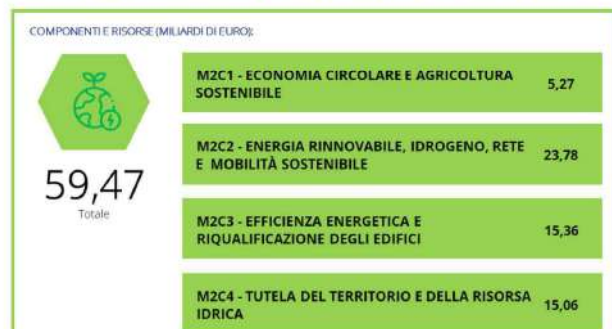 COMPONENTI E RISORSE (MILIARDI DI EURO):
59,47
Totale
M2C1 - ECONOMIA CIRCOLARE E AGRICOLTURA
SOSTENIBILE
5,27
M2C2 - ENERGIA RINNOVABILE, IDROGENO, RETE
E MOBILITÀ SOSTENIBILE
23,78
M2C3 - EFFICIENZA ENERGETICA E
RIQUALIFICAZIONE DEGLI EDIFICI
15,36
M2C4 - TUTELA DEL TERRITORIO E DELLA RISORSA
IDRICA
15,06